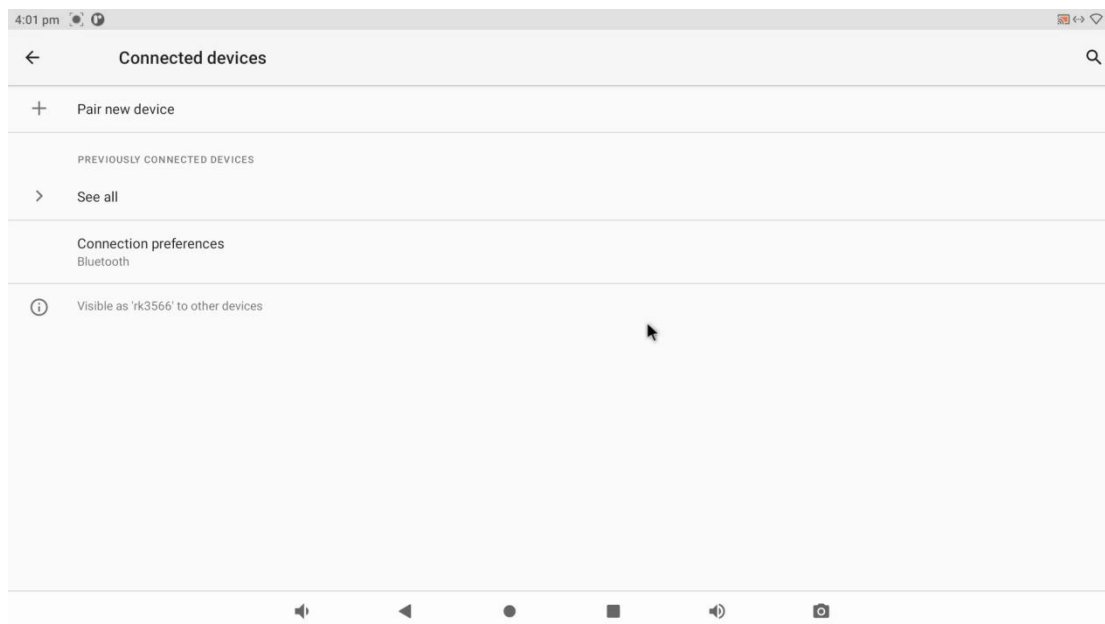 4:01 pm
Connected devices
Pair new device
PREVIOUSLY CONNECTED DEVICES
See all
Connection preferences
Bluetooth
Visible as 'rk3566' to other devices